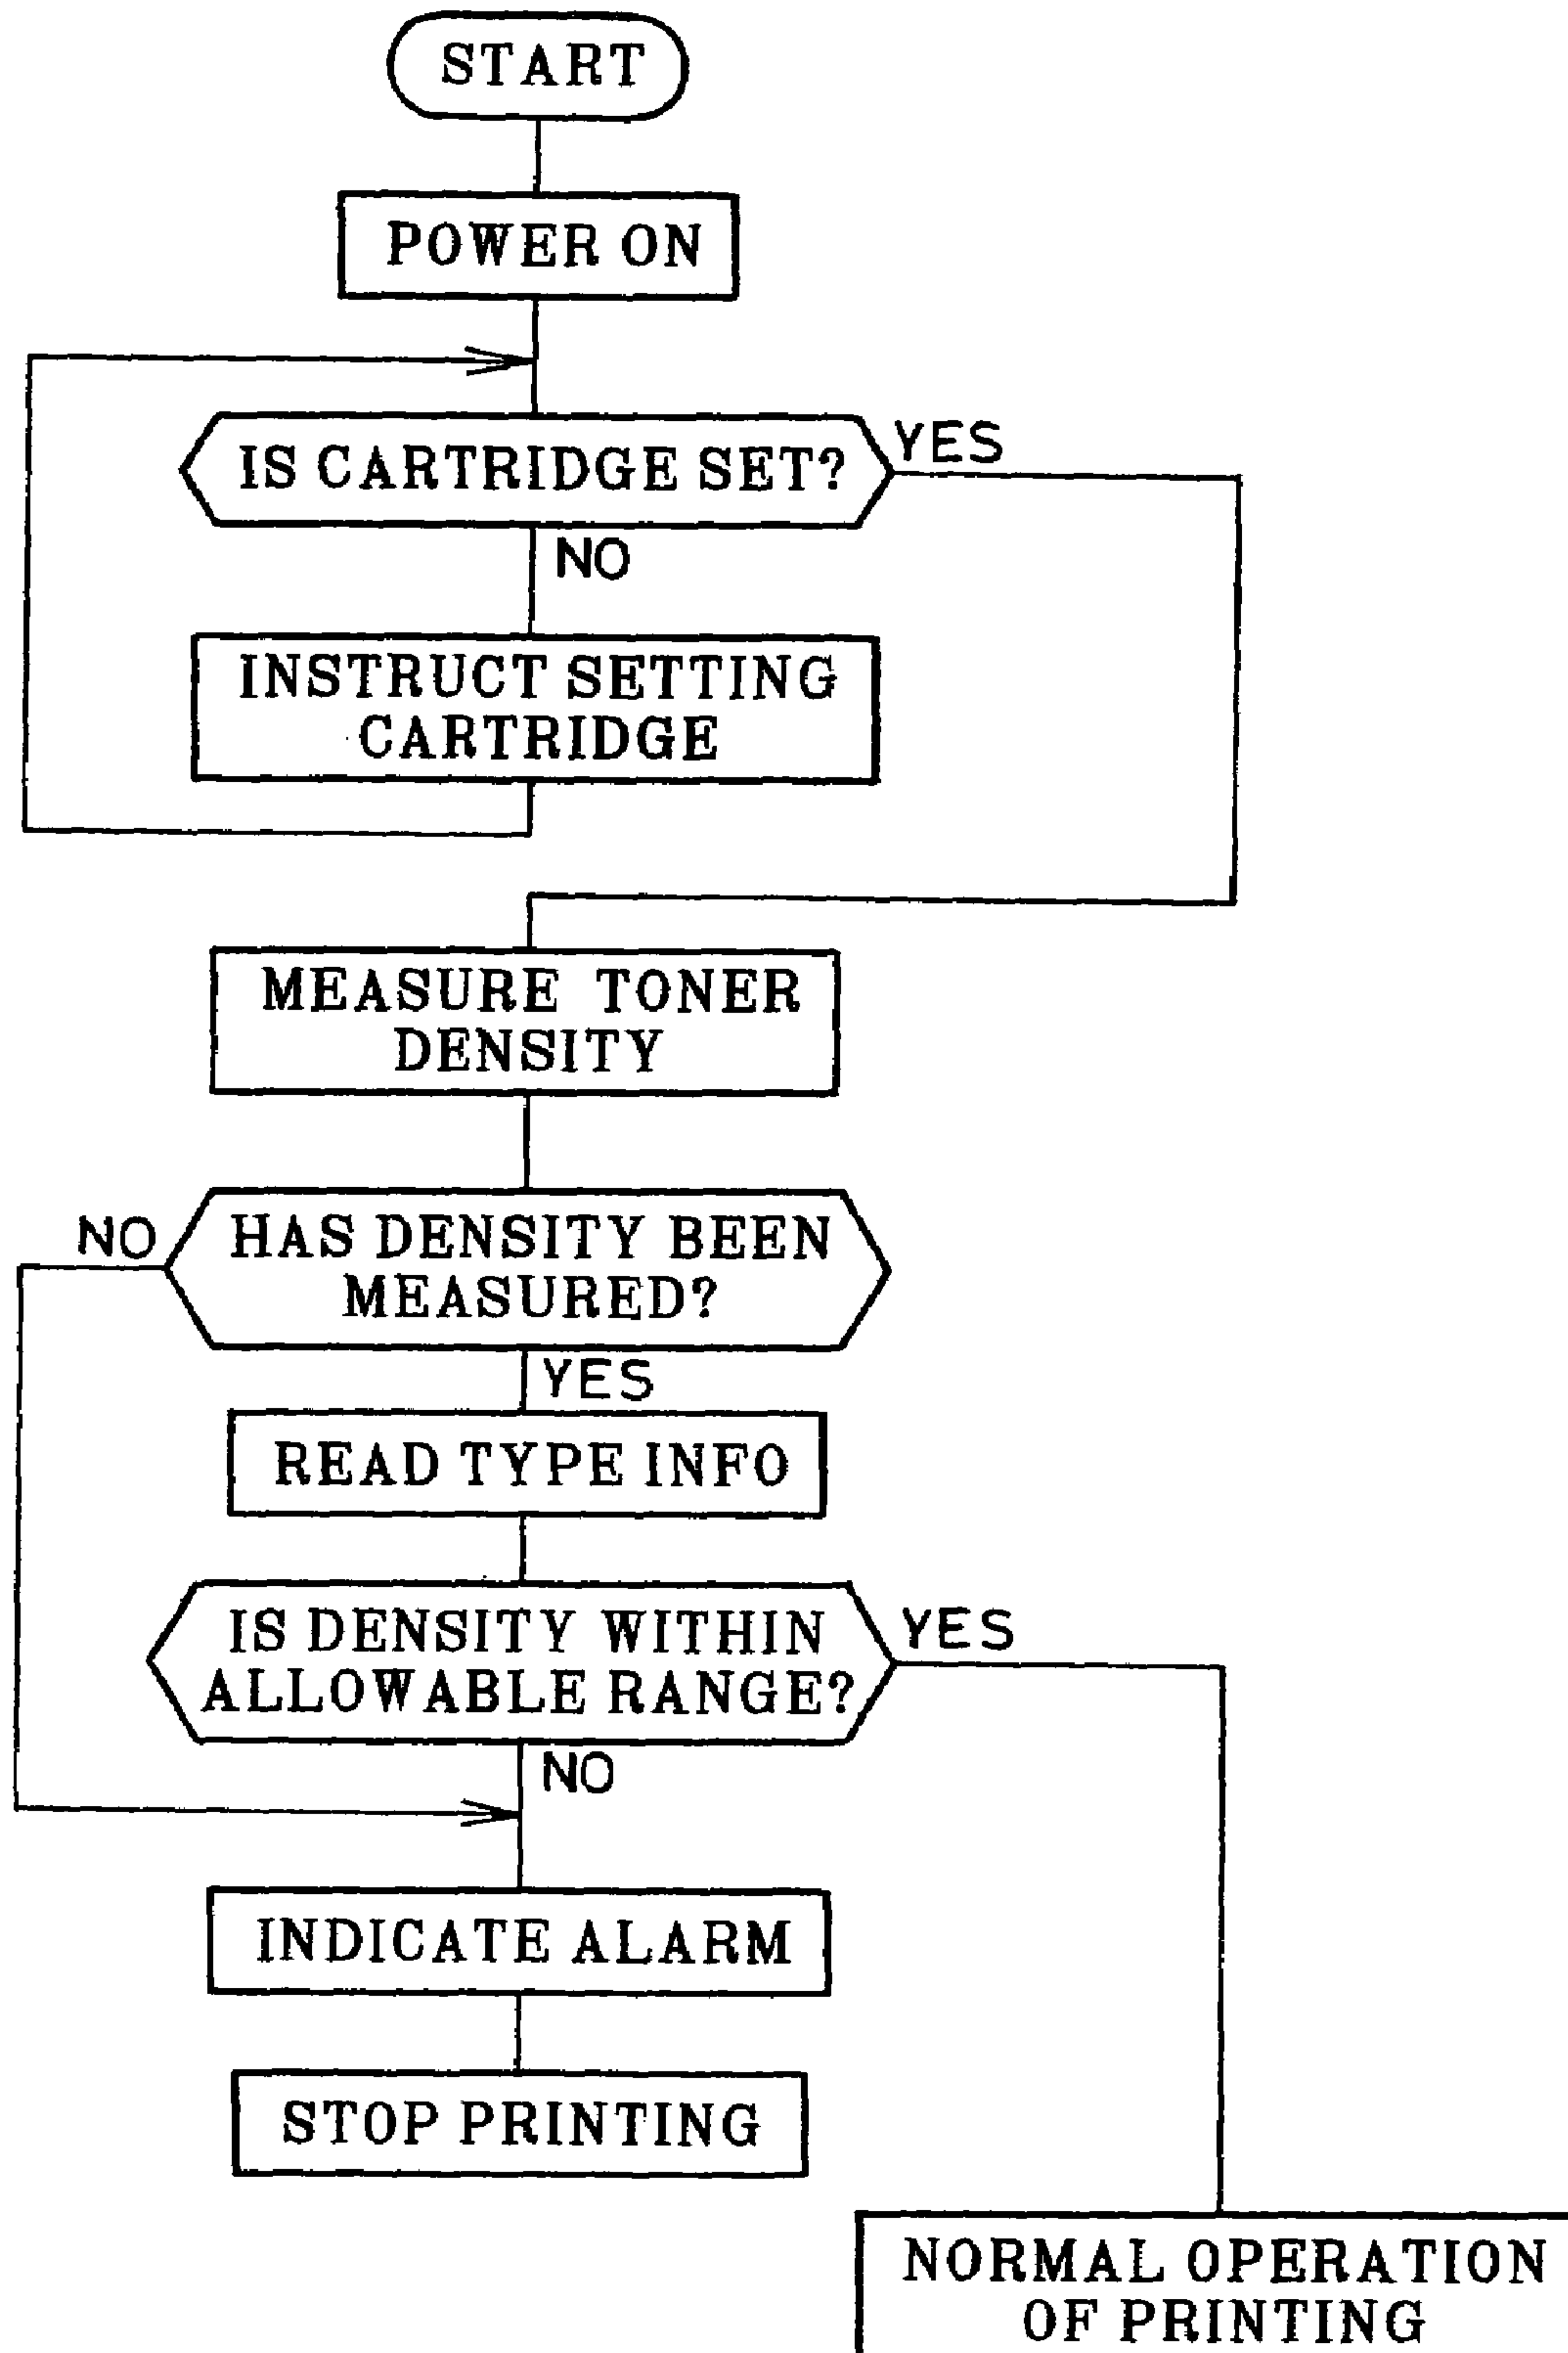 START
POWER ON
IS CARTRIDGE SET?
YES
NO
INSTRUCT SETTING
CARTRIDGE
MEASURE TONER
DENSITY
NO
HAS DENSITY BEEN
MEASURED?
YES
READ TYPE INFO
IS DENSITY WITHIN
ALLOWABLE RANGE?
YES
NO
INDICATE ALARM
STOP PRINTING
NORMAL OPERATION
OF PRINTING